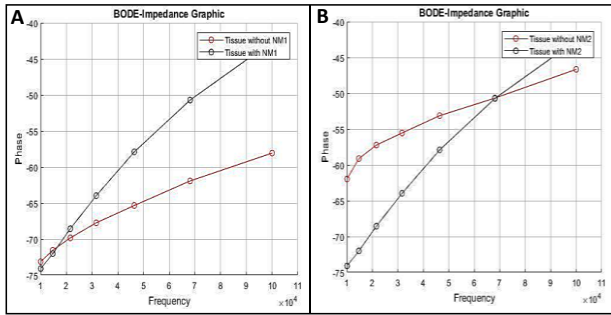 A
BODE-Impedance Graphic
Tissue without NM1
Tissue with NM1
-40
-45
-50
-55
-60
-65
-70
-75
Phase
1 2 3 4 5 6 7 8 9 10 11
Frequency
×10⁴
B
BODE-Impedance Graphic
Tissue without NM2
Tissue with NM2
-40
-45
-50
-55
-60
-65
-70
-75
Phase
1 2 3 4 5 6 7 8 9 10 11
Frequency
×10⁴